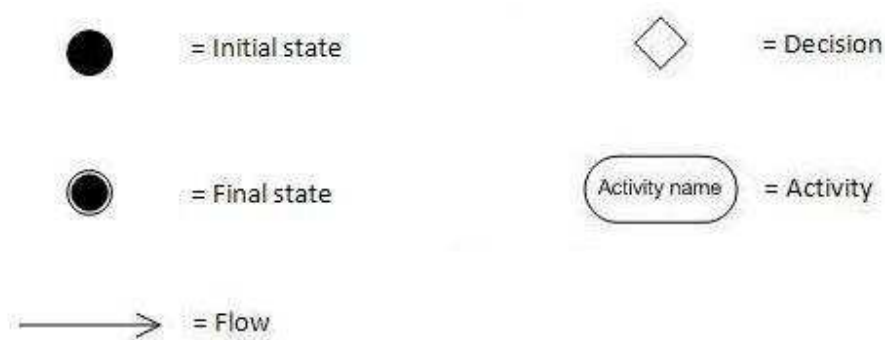 = Initial state
= Decision
= Final state
Activity name
= Activity
= Flow